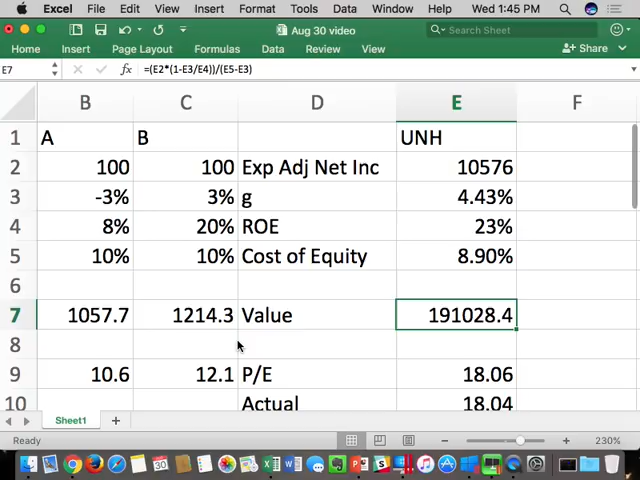 Excel File Edit View Insert Format Tools Data Window Help Wed 1:45 PM
Aug 30 video
Search Sheet
Home Insert Page Layout Formulas Data Review View Share
E7 fx =(E2*(1-E3/E4))/(E5-E3)
B C D E F
1 A B UNH
2 100 100 Exp Adj Net Inc 10576
3 -3% 3% g 4.43%
4 8% 20% ROE 23%
5 10% 10% Cost of Equity 8.90%
6
7 1057.7 1214.3 Value 191028.4
8
9 10.6 12.1 P/E 18.06
10 Actual 18.04
Sheet1
Ready 230%